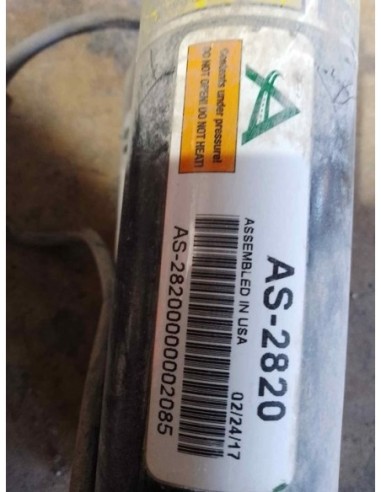 Contents under pressure!
DO NOT OPEN! DO NOT HEAT!
AS-2820
ASSEMBLED IN USA
02/24/17
AS-28200000002085